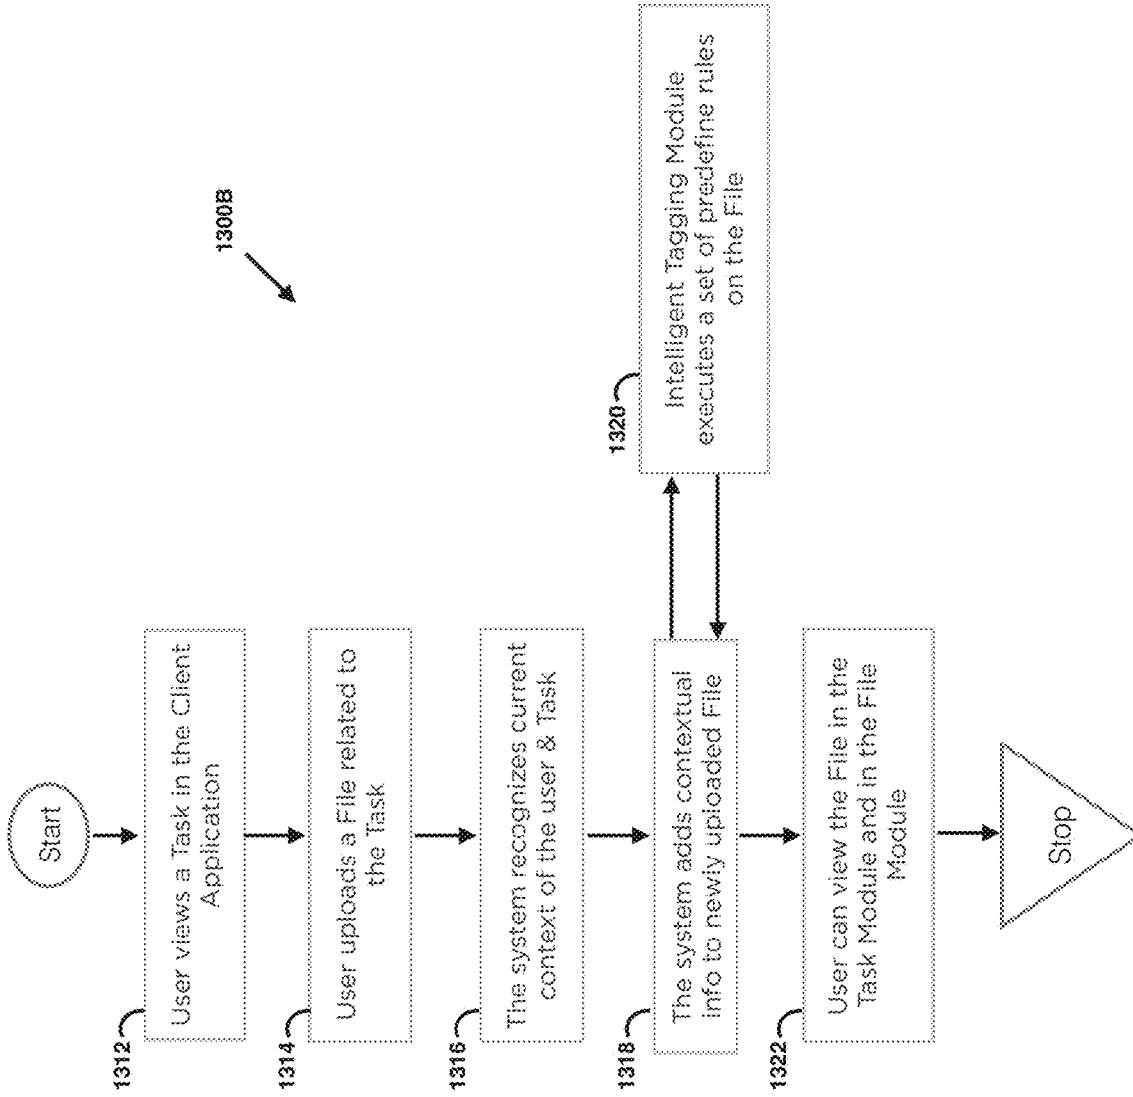 1300B
Start
1312
User views a Task in the Client
Application
1314
User uploads a File related to
the Task
1316
The system recognizes current
context of the user & Task
1318
The system adds contextual
info to newly uploaded File
1320
Intelligent Tagging Module
executes a set of predefine rules
on the File
1322
User can view the File in the
Task Module and in the File
Module
Stop